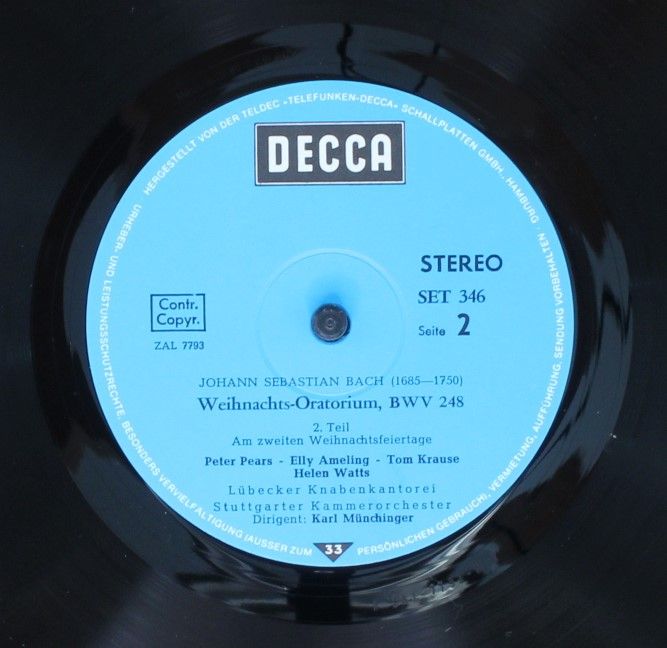 DECCA
STEREO
SET 346
Seite 2
Contr.
Copyr.
ZAL 7793
JOHANN SEBASTIAN BACH (1685—1750)
Weihnachts-Oratorium, BWV 248
2. Teil
Am zweiten Weihnachtsfeiertage
Peter Pears - Elly Ameling - Tom Krause
Helen Watts
Lübecker Knabenkantorei
Stuttgarter Kammerorchester
Dirigent: Karl Münchinger
33
HERGESTELLT VON DER TELDEC »TELEFUNKEN-DECCA« SCHALLPLATTEN GMBH., HAMBURG
URHEBER- UND LEISTUNGSSCHUTZRECHTE, BESONDERS VERVIELFÄLTIGUNG (AUSSER ZUM PERSÖNLICHEN GEBRAUCH), VERMIETUNG, AUFFÜHRUNG, SENDUNG VORBEHALTEN